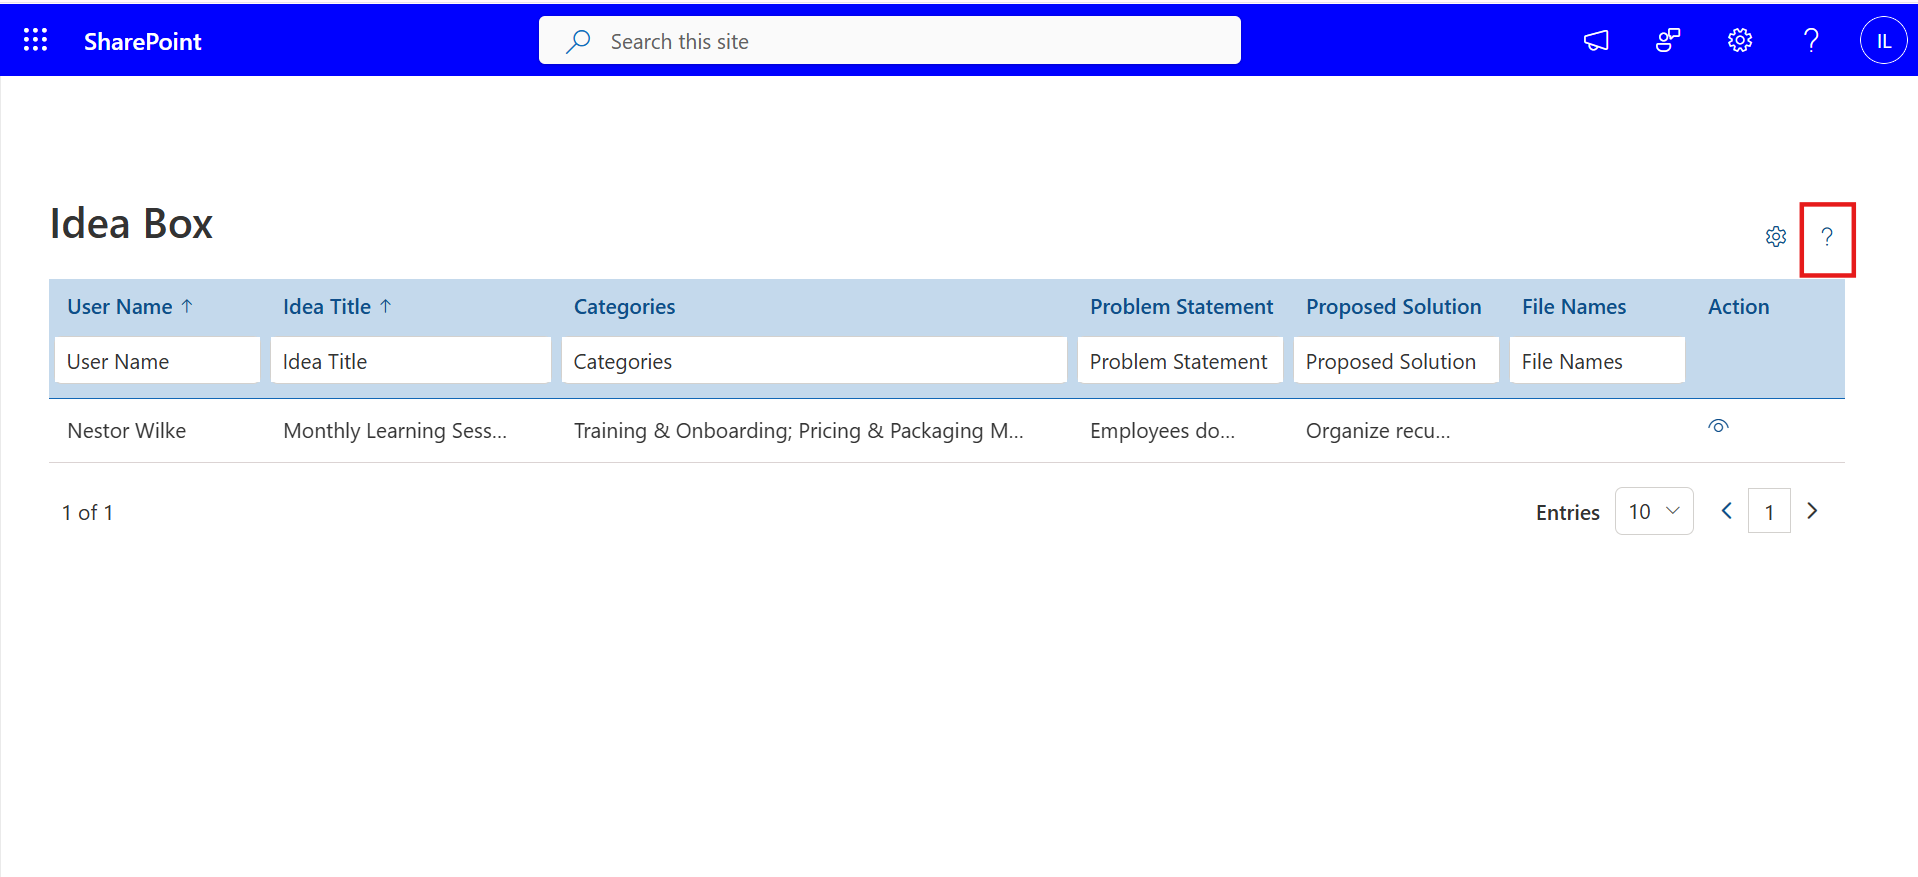 SharePoint Search this site ? IL
Idea Box
?
User Name ↑ Idea Title ↑ Categories Problem Statement Proposed Solution File Names Action
User Name Idea Title Categories Problem Statement Proposed Solution File Names
Nestor Wilke Monthly Learning Sess... Training & Onboarding; Pricing & Packaging M... Employees do... Organize recu...
1 of 1 Entries 10 1